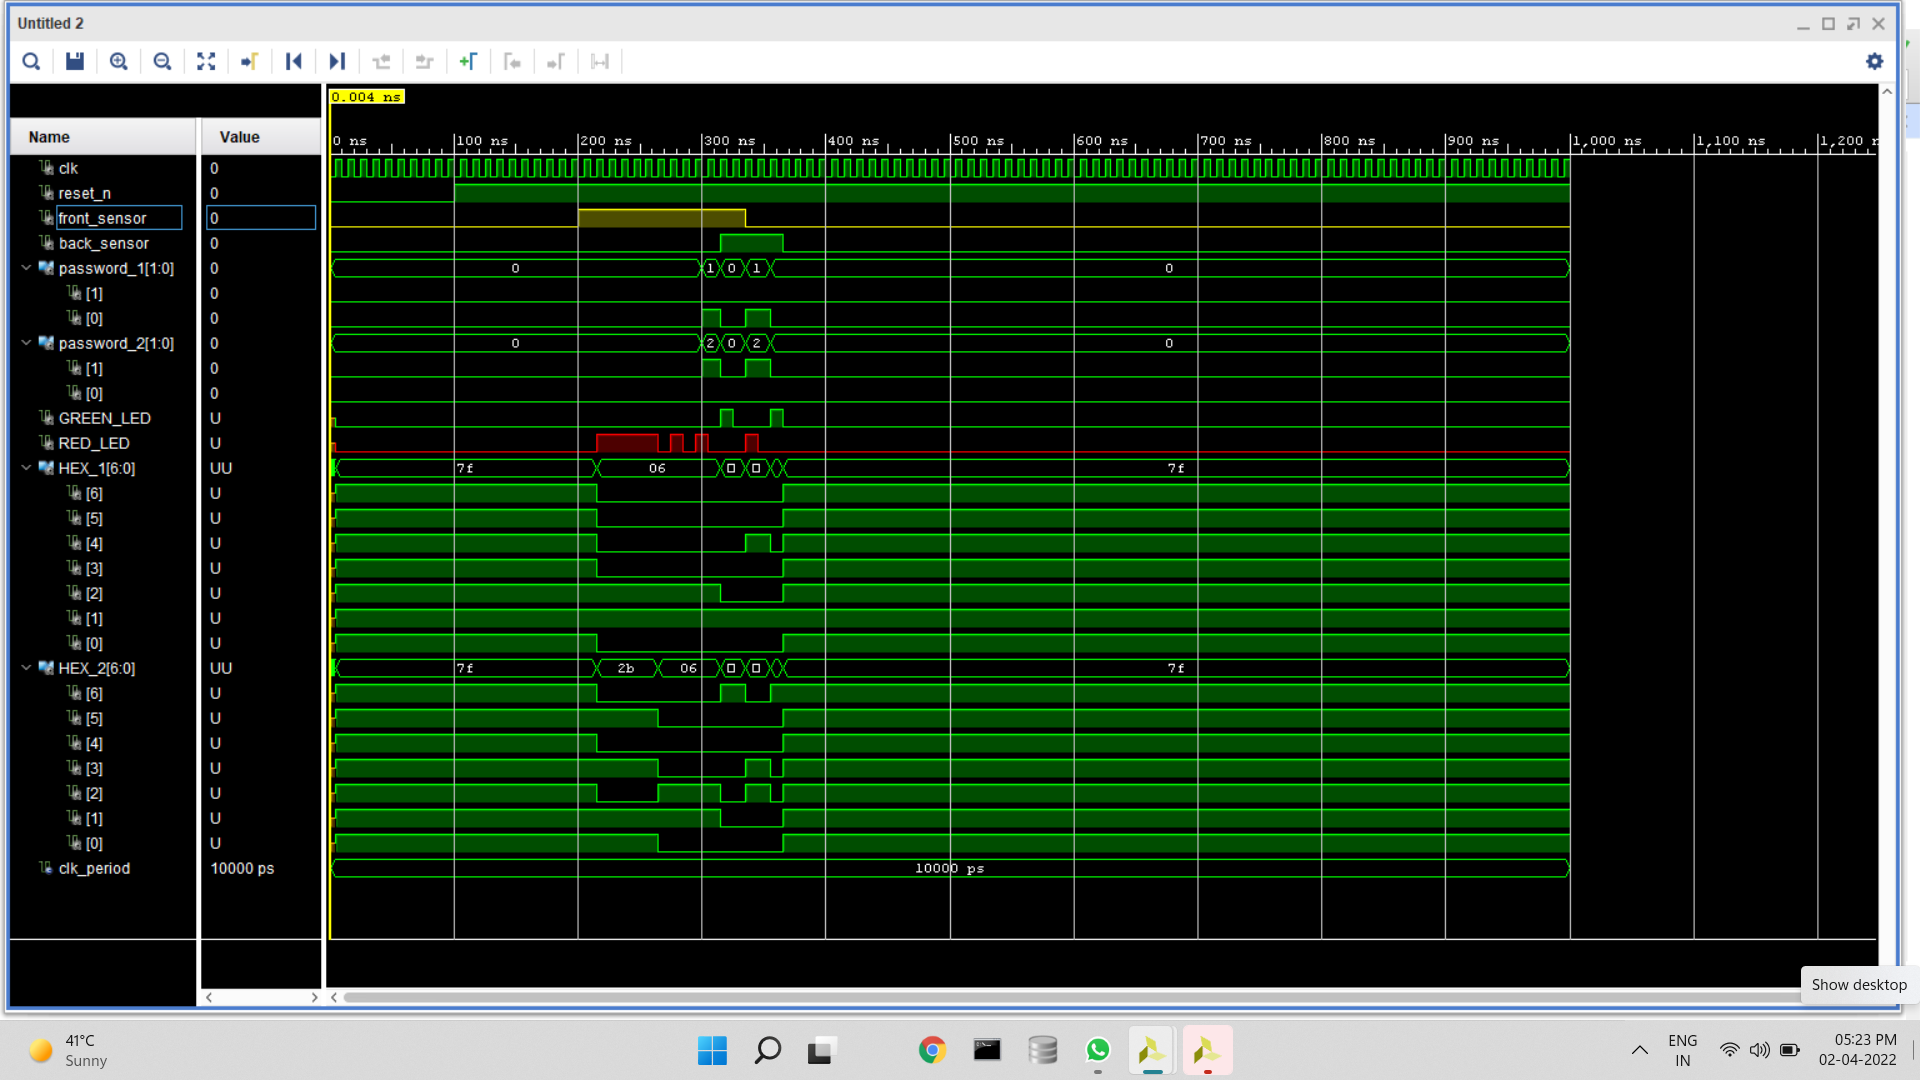 Untitled 2
0.004 ns
Name Value
0 ns 100 ns 200 ns 300 ns 400 ns 500 ns 600 ns 700 ns 800 ns 900 ns 1,000 ns 1,100 ns 1,200
clk 0
reset_n 0
front_sensor 0
back_sensor 0
password_1[1:0] 0 0 1 0 1 0
[1] 0
[0] 0
password_2[1:0] 0 0 2 0 2 0
[1] 0
[0] 0
GREEN_LED U
RED_LED U
HEX_1[6:0] UU 7f 06 7f
[6] U
[5] U
[4] U
[3] U
[2] U
[1] U
[0] U
HEX_2[6:0] UU 7f 2b 06 7f
[6] U
[5] U
[4] U
[3] U
[2] U
[1] U
[0] U
clk_period 10000 ps 10000 ps
Show desktop
41°C
Sunny
ENG
IN
05:23 PM
02-04-2022